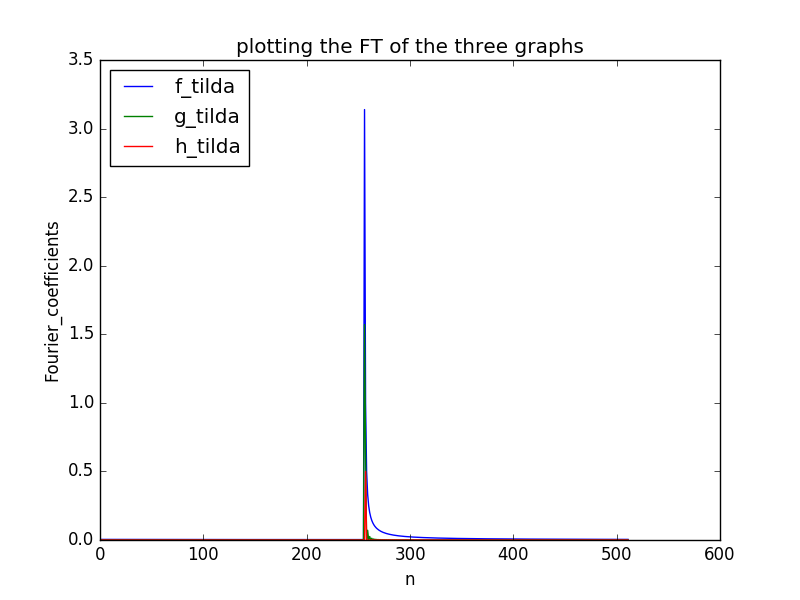 plotting the FT of the three graphs
3.5
3.0
2.5
2.0
1.5
1.0
0.5
0.0
Fourier_coefficients
f_tilda
g_tilda
h_tilda
0 100 200 300 400 500 600
n